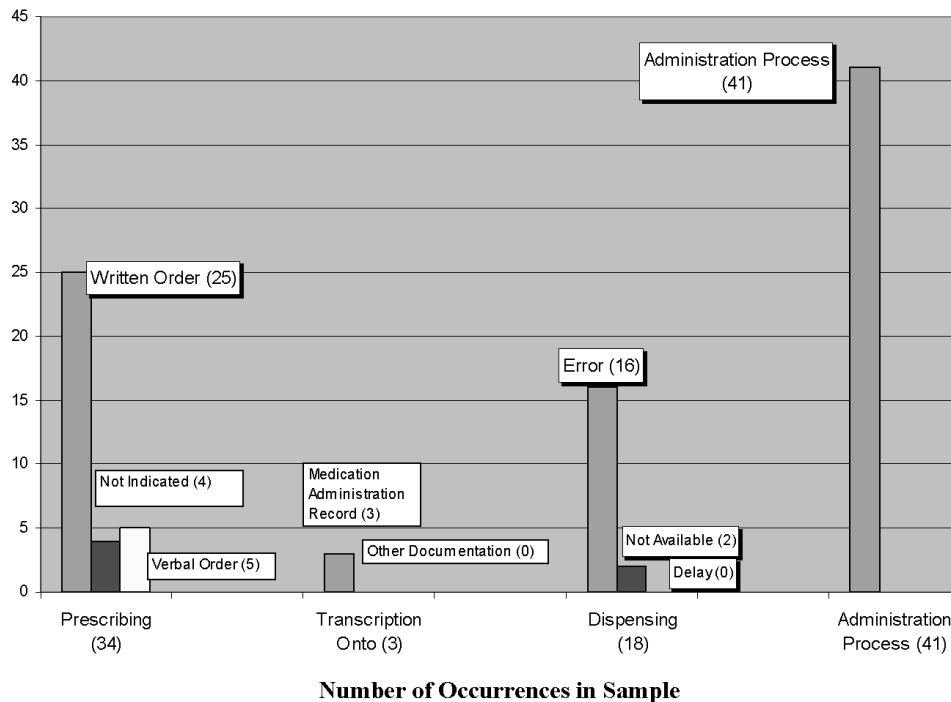 45
40
35
30
25
20
15
10
5
0
Administration Process
(41)
Written Order (25)
Error (16)
Not Indicated (4)
Medication
Administration
Record (3)
Verbal Order (5)
Other Documentation (0)
Not Available (2)
Delay (0)
Prescribing
(34)
Transcription
Onto (3)
Dispensing
(18)
Administration
Process (41)
Number of Occurrences in Sample